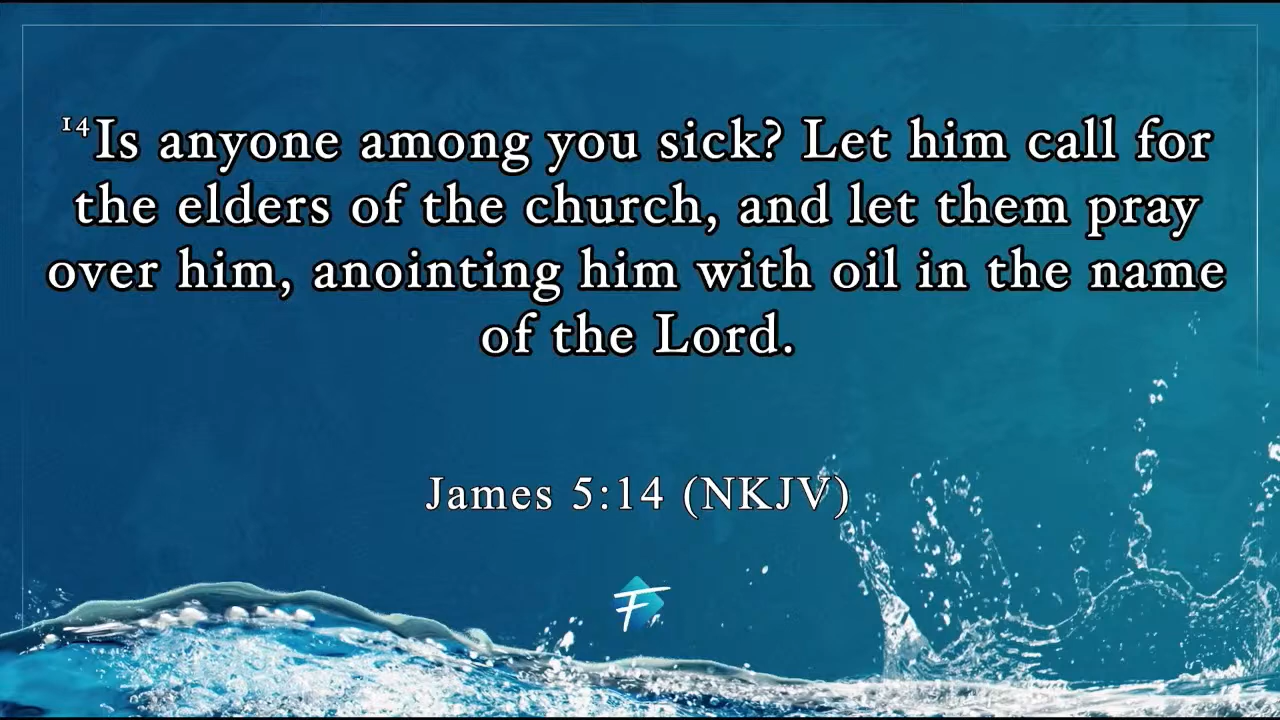 ¹⁴Is anyone among you sick? Let him call for
the elders of the church, and let them pray
over him, anointing him with oil in the name
of the Lord.
James 5:14 (NKJV)
F